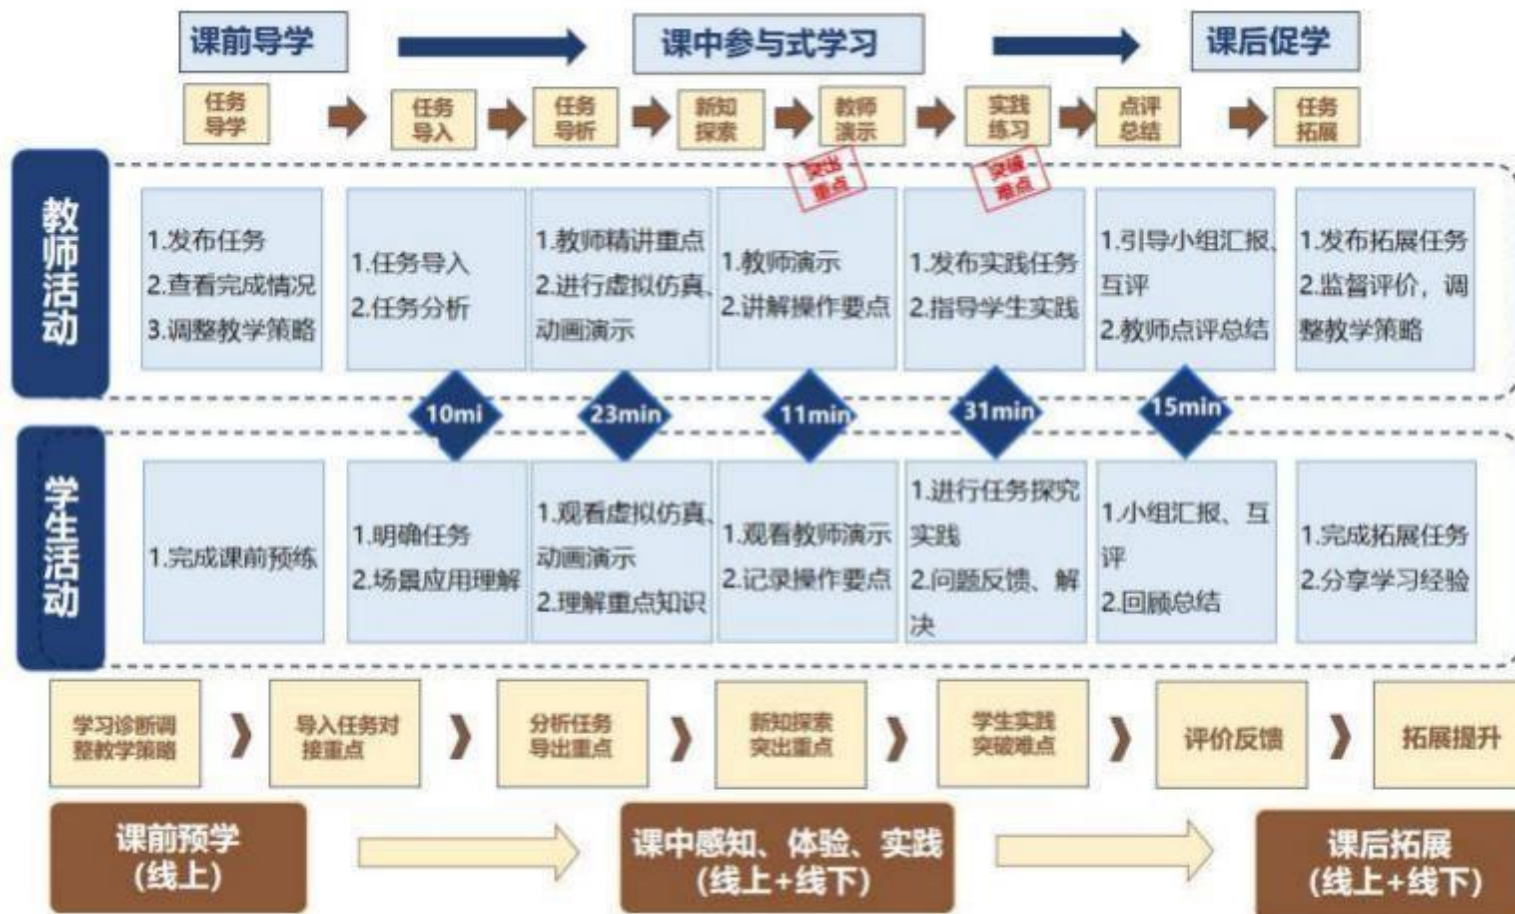 课前导学
课中参与式学习
课后促学
任务
导学
任务
导入
任务
导析
新知
探索
教师
演示
实践
练习
点评
总结
任务
拓展
突出
重点
突破
难点
教师活动
1.发布任务
2.查看完成情况
3.调整教学策略
1.任务导入
2.任务分析
1.教师精讲重点
2.进行虚拟仿真、
动画演示
1.教师演示
2.讲解操作要点
1.发布实践任务
2.指导学生实践
1.引导小组汇报、
互评
2.教师点评总结
1.发布拓展任务
2.监督评价，调
整教学策略
10mi
23min
11min
31min
15min
学生活动
1.完成课前预练
1.明确任务
2.场景应用理解
1.观看虚拟仿真、
动画演示
2.理解重点知识
1.观看教师演示
2.记录操作要点
1.进行任务探究
实践
2.问题反馈、解
决
1.小组汇报、互
评
2.回顾总结
1.完成拓展任务
2.分享学习经验
学习诊断调
整教学策略
导入任务对
接重点
分析任务
导出重点
新知探索
突出重点
学生实践
突破难点
评价反馈
拓展提升
课前预学
(线上)
课中感知、体验、实践
(线上+线下)
课后拓展
(线上+线下)